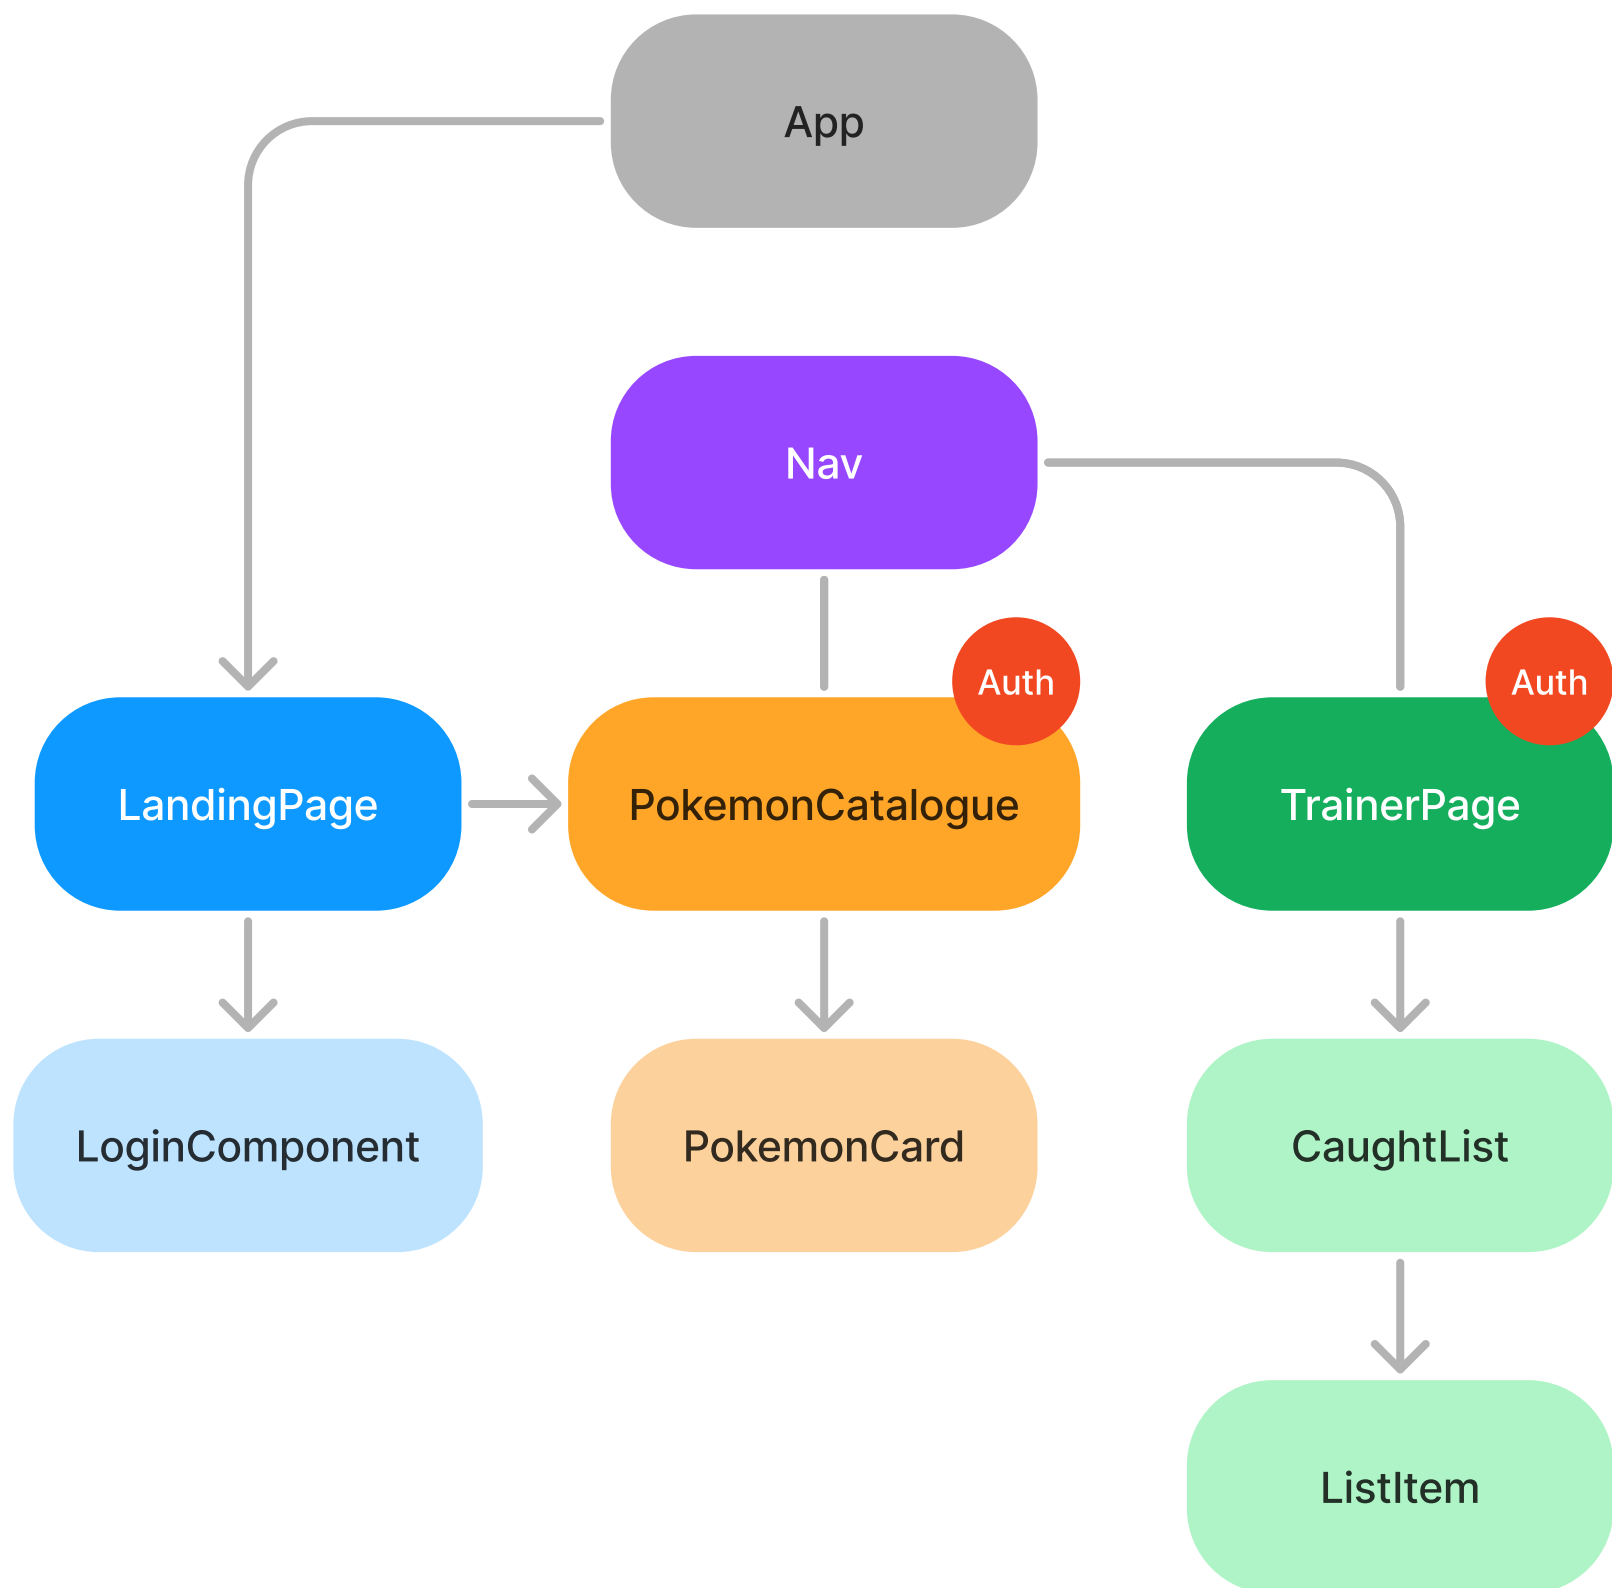 App
Nav
Auth
Auth
LandingPage
PokemonCatalogue
TrainerPage
LoginComponent
PokemonCard
CaughtList
ListItem